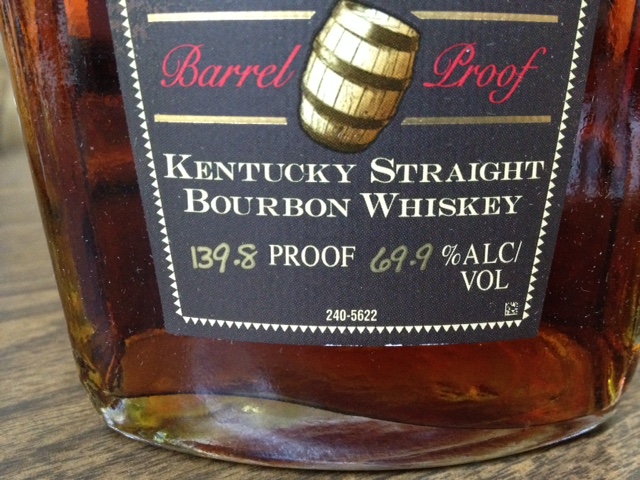 Barrel Proof
KENTUCKY STRAIGHT
BOURBON WHISKEY
139.8 PROOF 69.9 %ALC/
VOL
240-5622